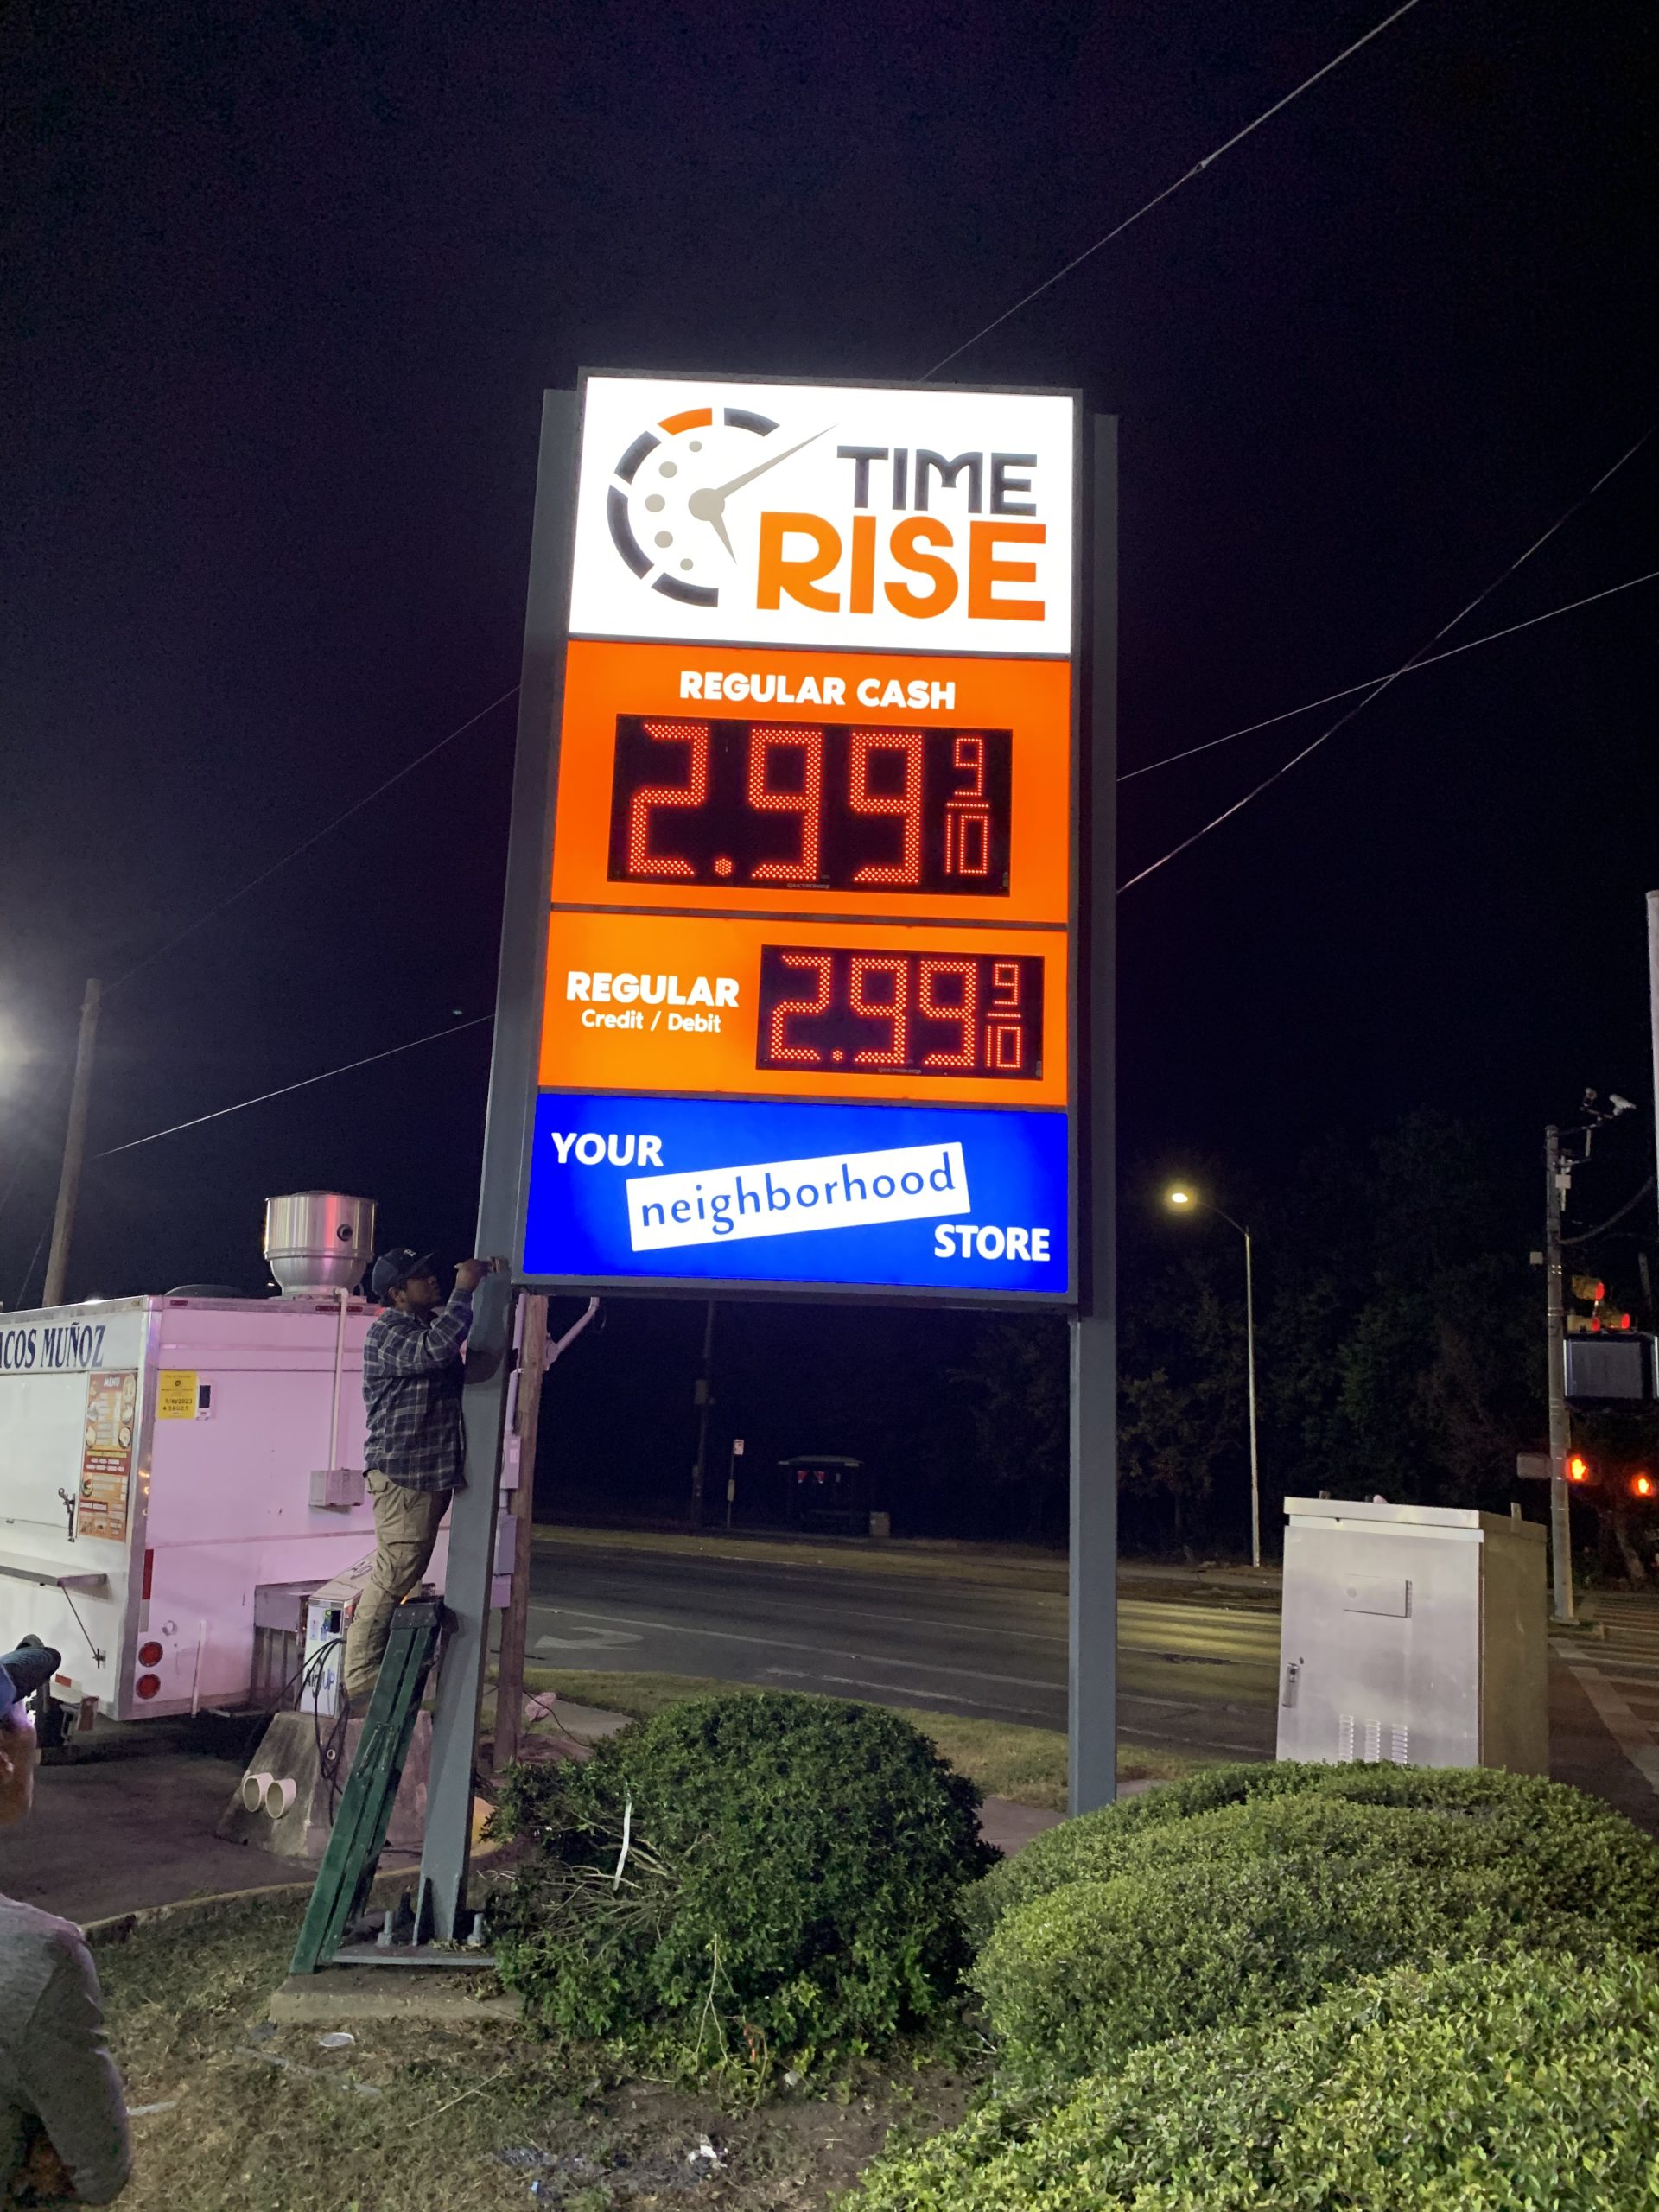 TIME
RISE
REGULAR CASH
2.99 9/10
REGULAR
Credit / Debit
2.99 9/10
YOUR
neighborhood
STORE
ACOS MUÑOZ
MENU